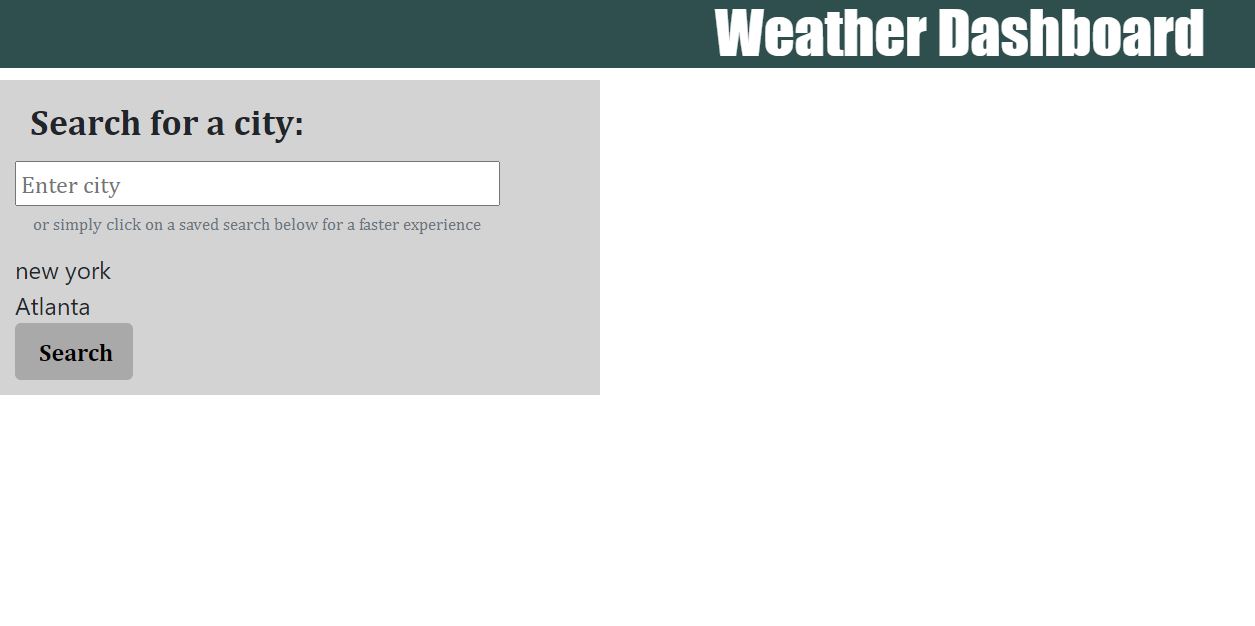 Weather Dashboard
Search for a city:
Enter city
or simply click on a saved search below for a faster experience
new york
Atlanta
Search